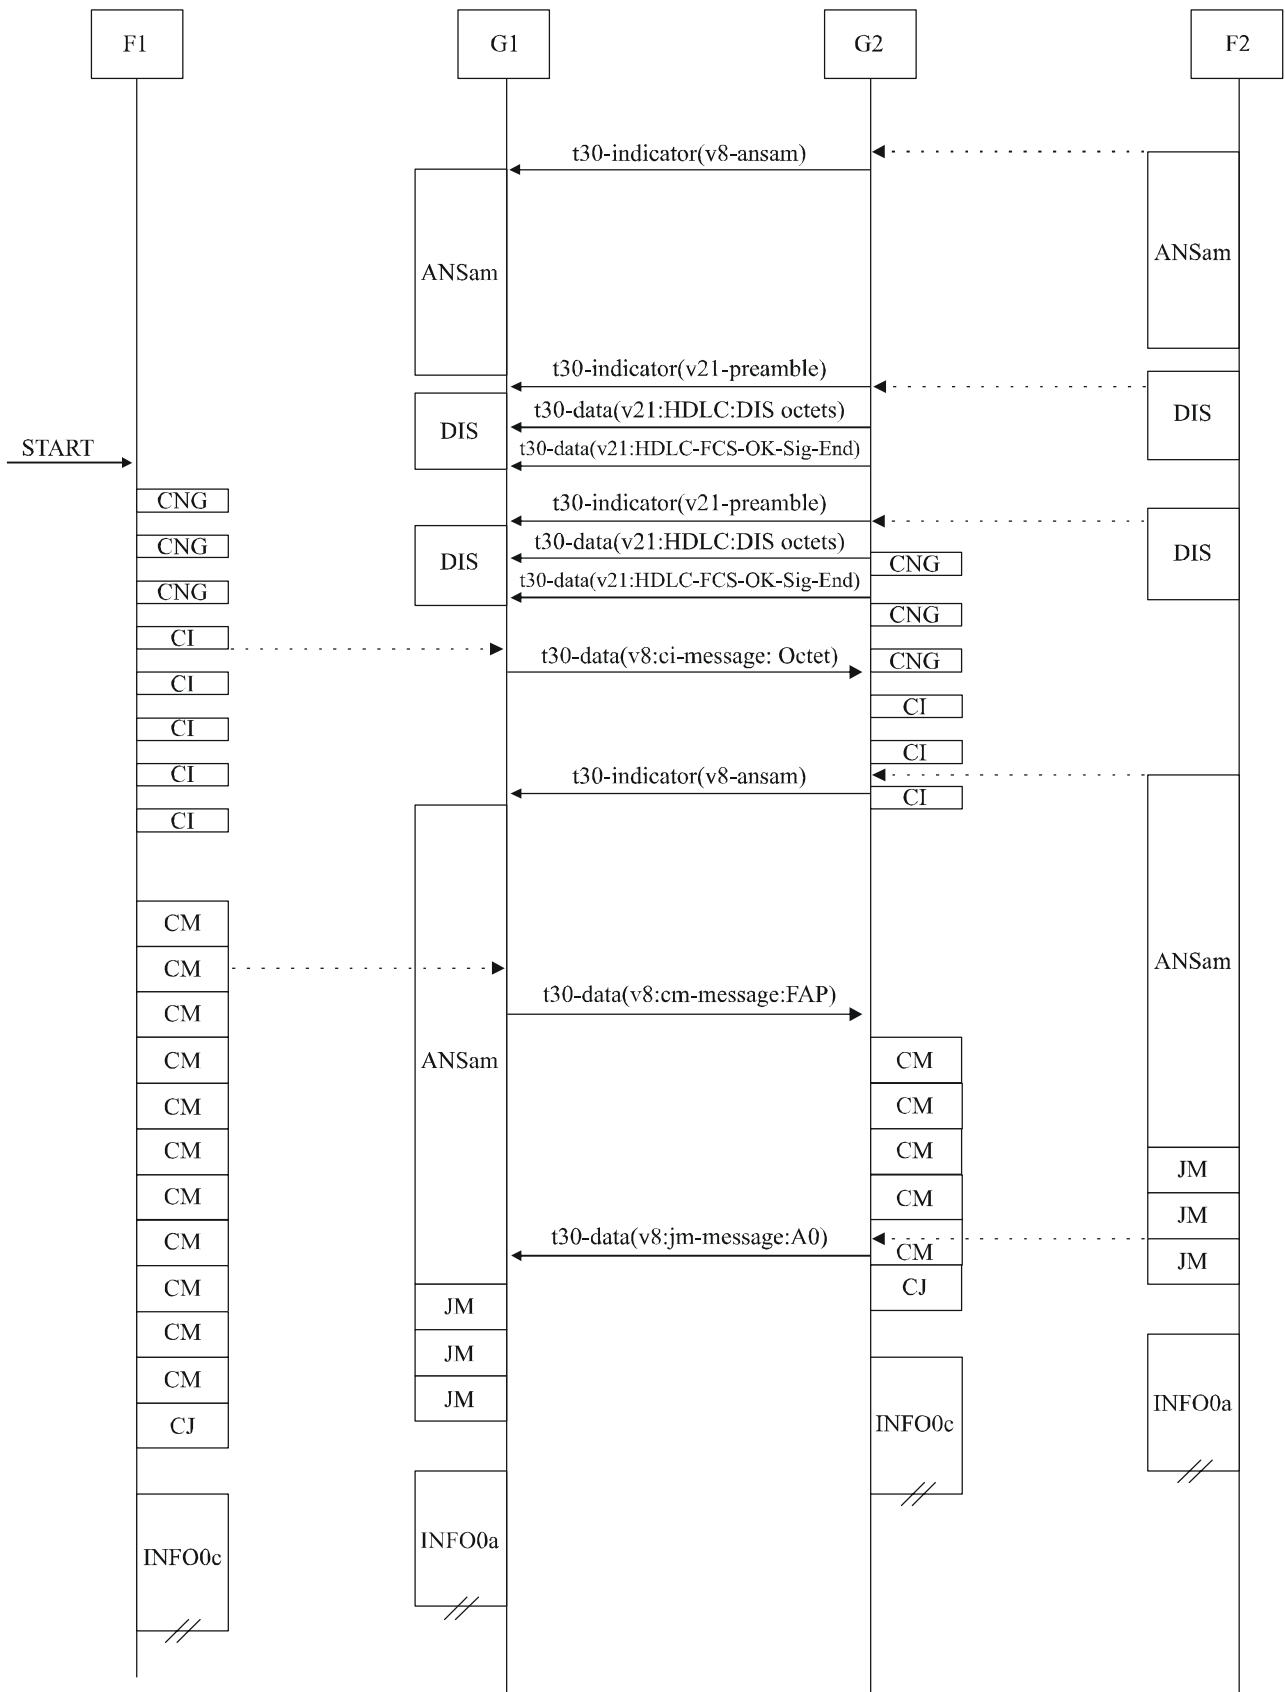 F1
G1
G2
F2
t30-indicator(v8-ansam)
ANSam
ANSam
t30-indicator(v21-preamble)
t30-data(v21:HDLC:DIS octets)
DIS
DIS
START
t30-data(v21:HDLC-FCS-OK-Sig-End)
CNG
t30-indicator(v21-preamble)
CNG
t30-data(v21:HDLC:DIS octets)
DIS
DIS
CNG
t30-data(v21:HDLC-FCS-OK-Sig-End)
CNG
CNG
CI
t30-data(v8:ci-message: Octet)
CNG
CI
CI
CI
CI
CI
t30-indicator(v8-ansam)
CI
CI
CM
CM
ANSam
t30-data(v8:cm-message:FAP)
CM
CM
ANSam
CM
CM
CM
CM
CM
JM
CM
CM
JM
t30-data(v8:jm-message:A0)
CM
CM
JM
CM
CJ
JM
CM
JM
CM
JM
INFO0a
CJ
INFO0c
INFO0a
INFO0c